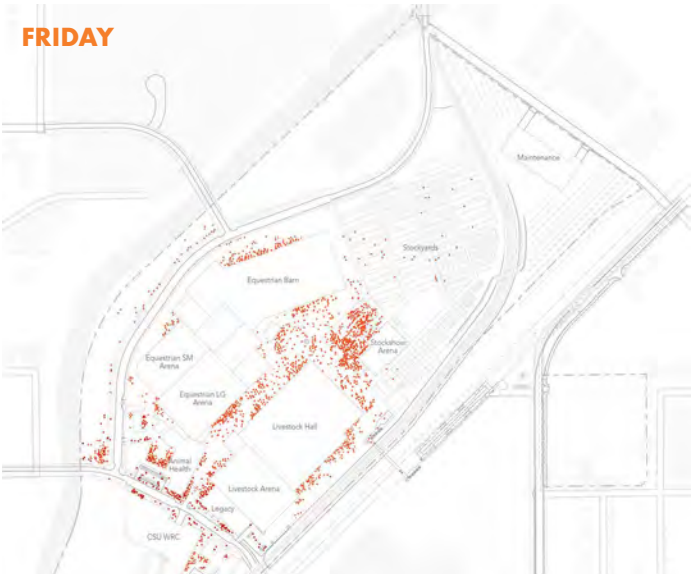 FRIDAY
Maintenance
Stockyards
Equestrian Barn
Stockshow
Arena
Equestrian SM
Arena
Equestrian LG
Arena
Livestock Hall
Animal
Health
Livestock Arena
Legacy
CSU WRC